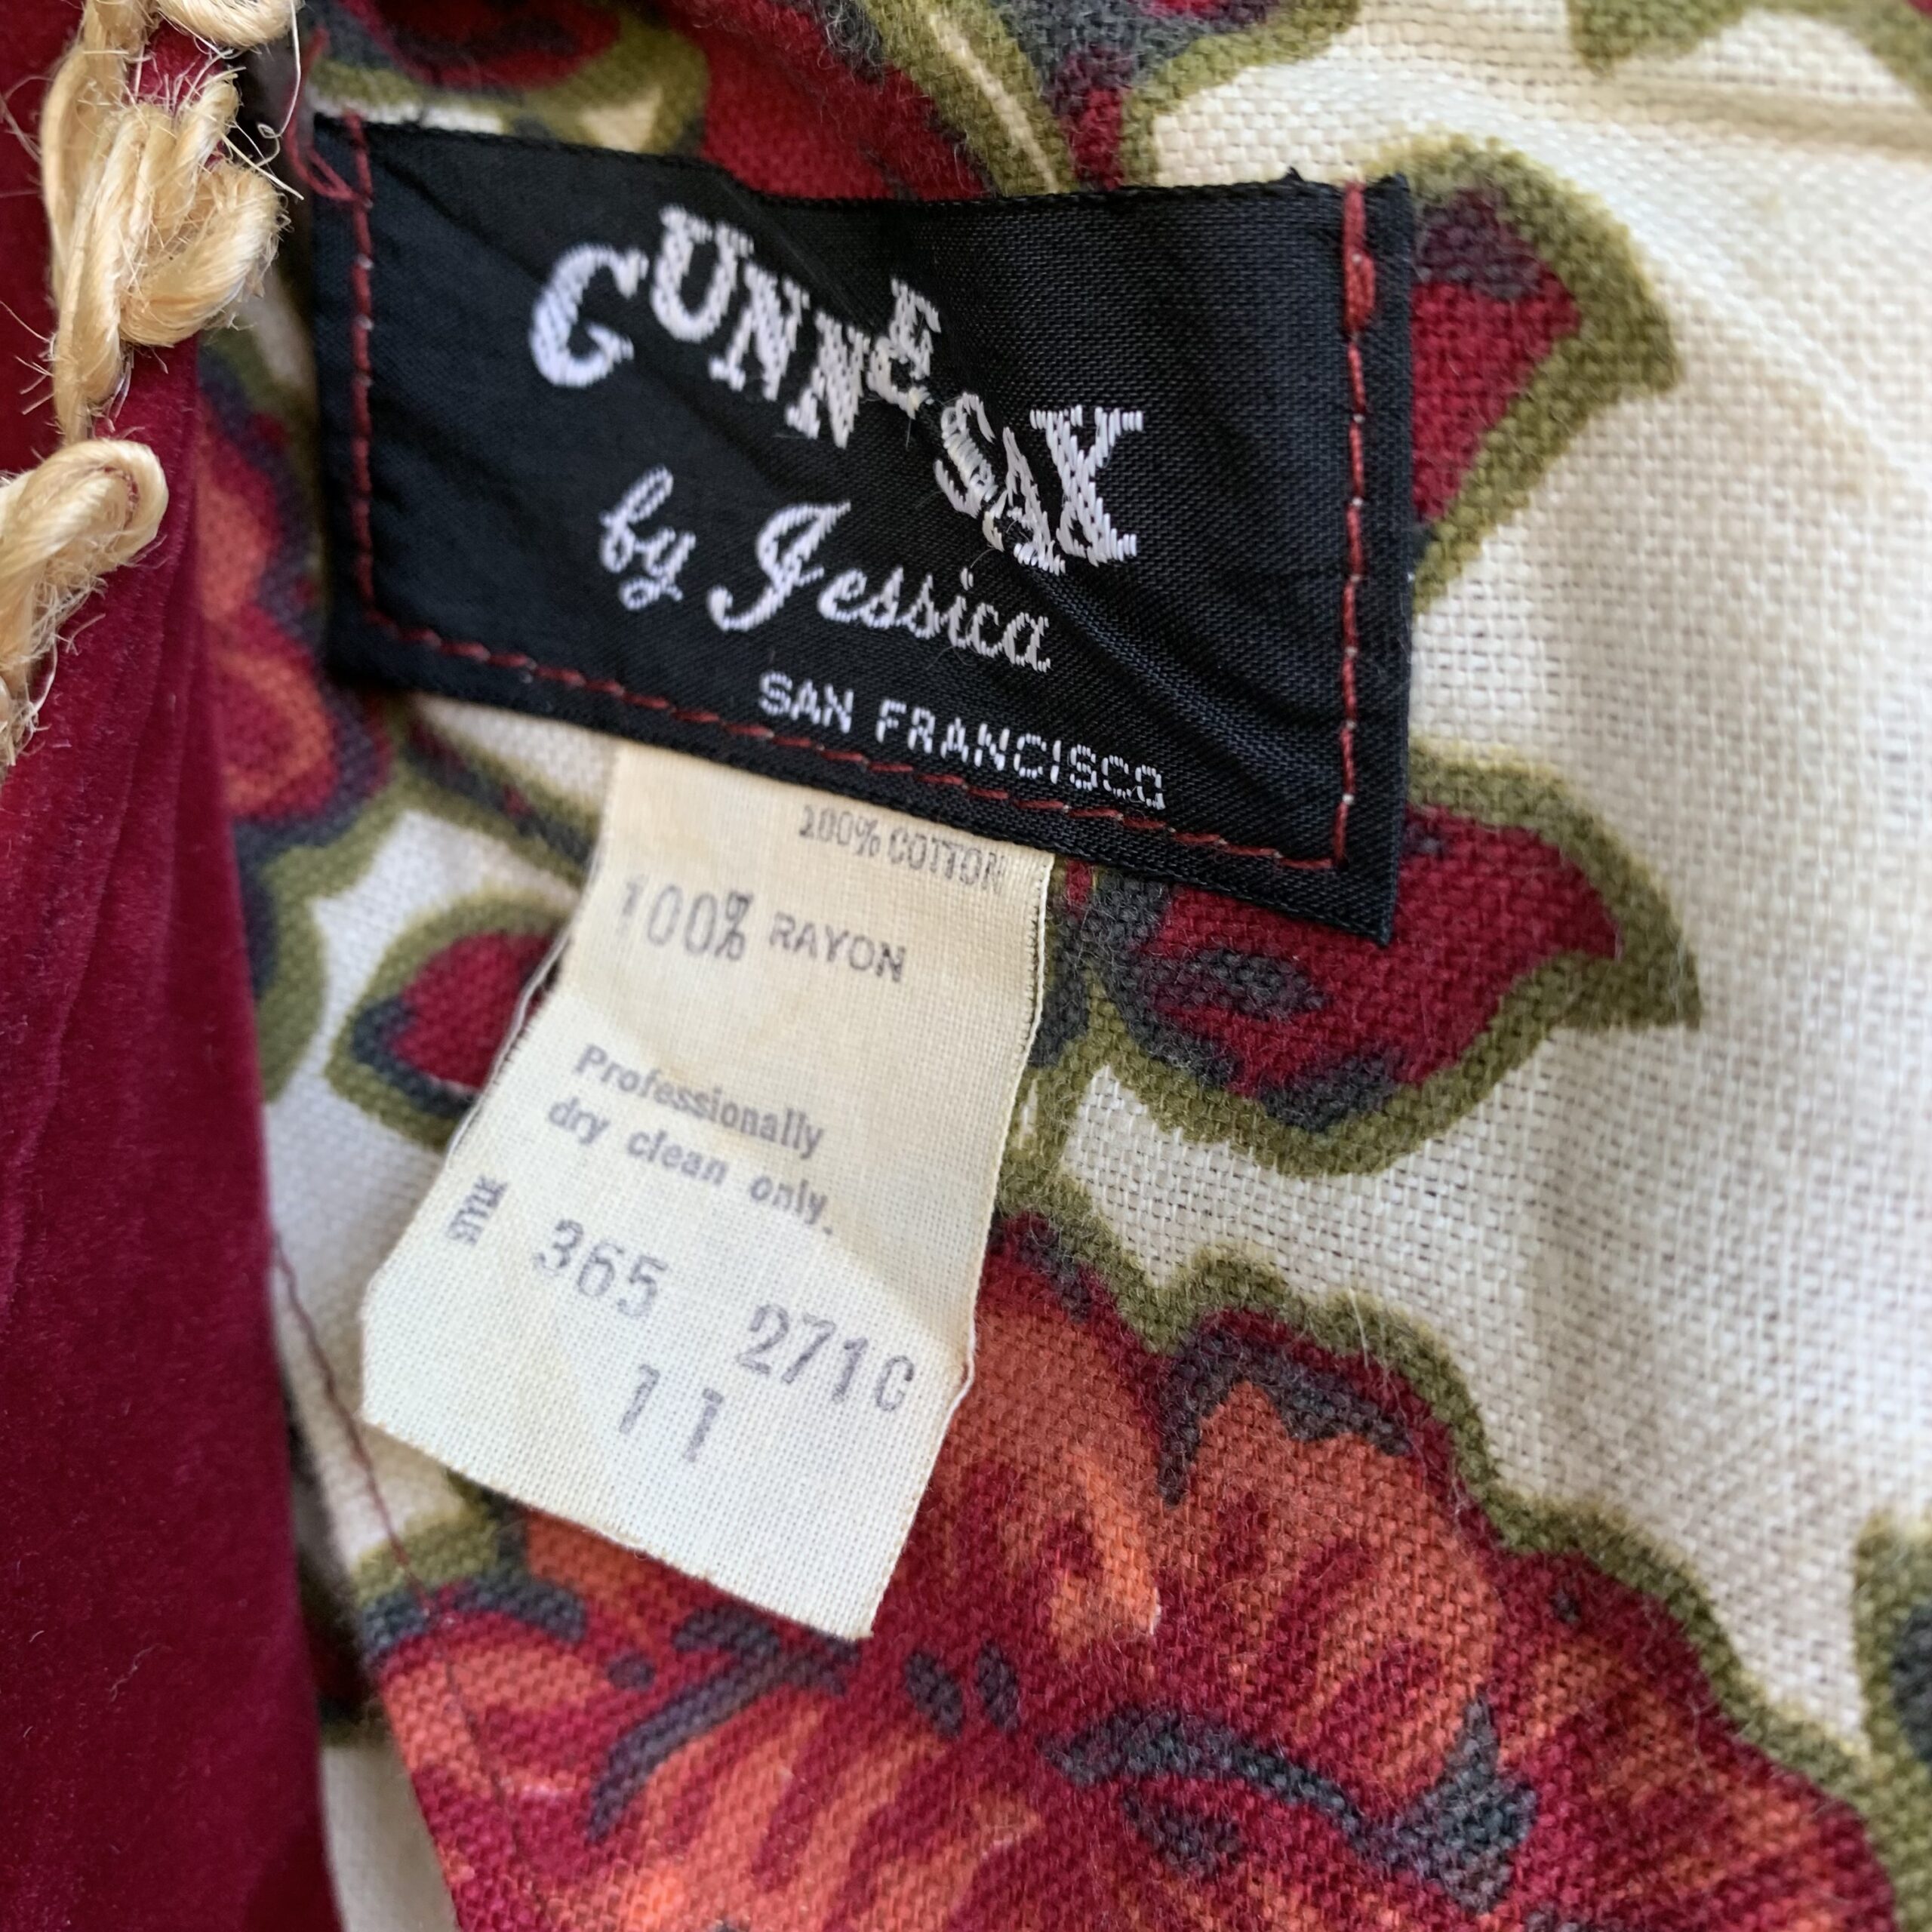 GUNNE SAX
by Jessica
SAN FRANCISCO
100% COTTON
100% RAYON
Professionally
dry clean only.
STYLE 365 271C
11